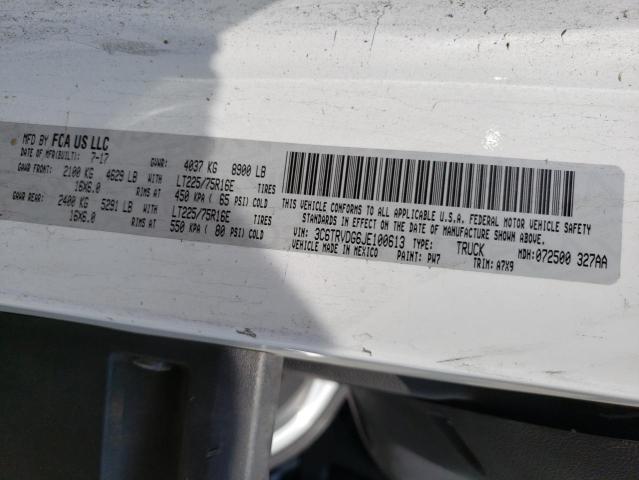 MFD BY FCA US LLC
DATE OF MFR(BUILT): 7-17 GVWR: 4037 KG 8900 LB
GAWR FRONT: 2100 KG 4629 LB WITH LT225/75R16E TIRES
16X6.0 RIMS AT 450 KPA ( 65 PSI) COLD
GAWR REAR: 2400 KG 5291 LB WITH LT225/75R16E TIRES
16X6.0 RIMS AT 550 KPA ( 80 PSI) COLD
THIS VEHICLE CONFORMS TO ALL APPLICABLE U.S.A. FEDERAL MOTOR VEHICLE SAFETY
STANDARDS IN EFFECT ON THE DATE OF MANUFACTURE SHOWN ABOVE.
VIN: 3C6TRVDG6JE100613 TYPE: TRUCK MDH: 072500 327AA
VEHICLE MADE IN MEXICO PAINT: PW7 TRIM: A7X9